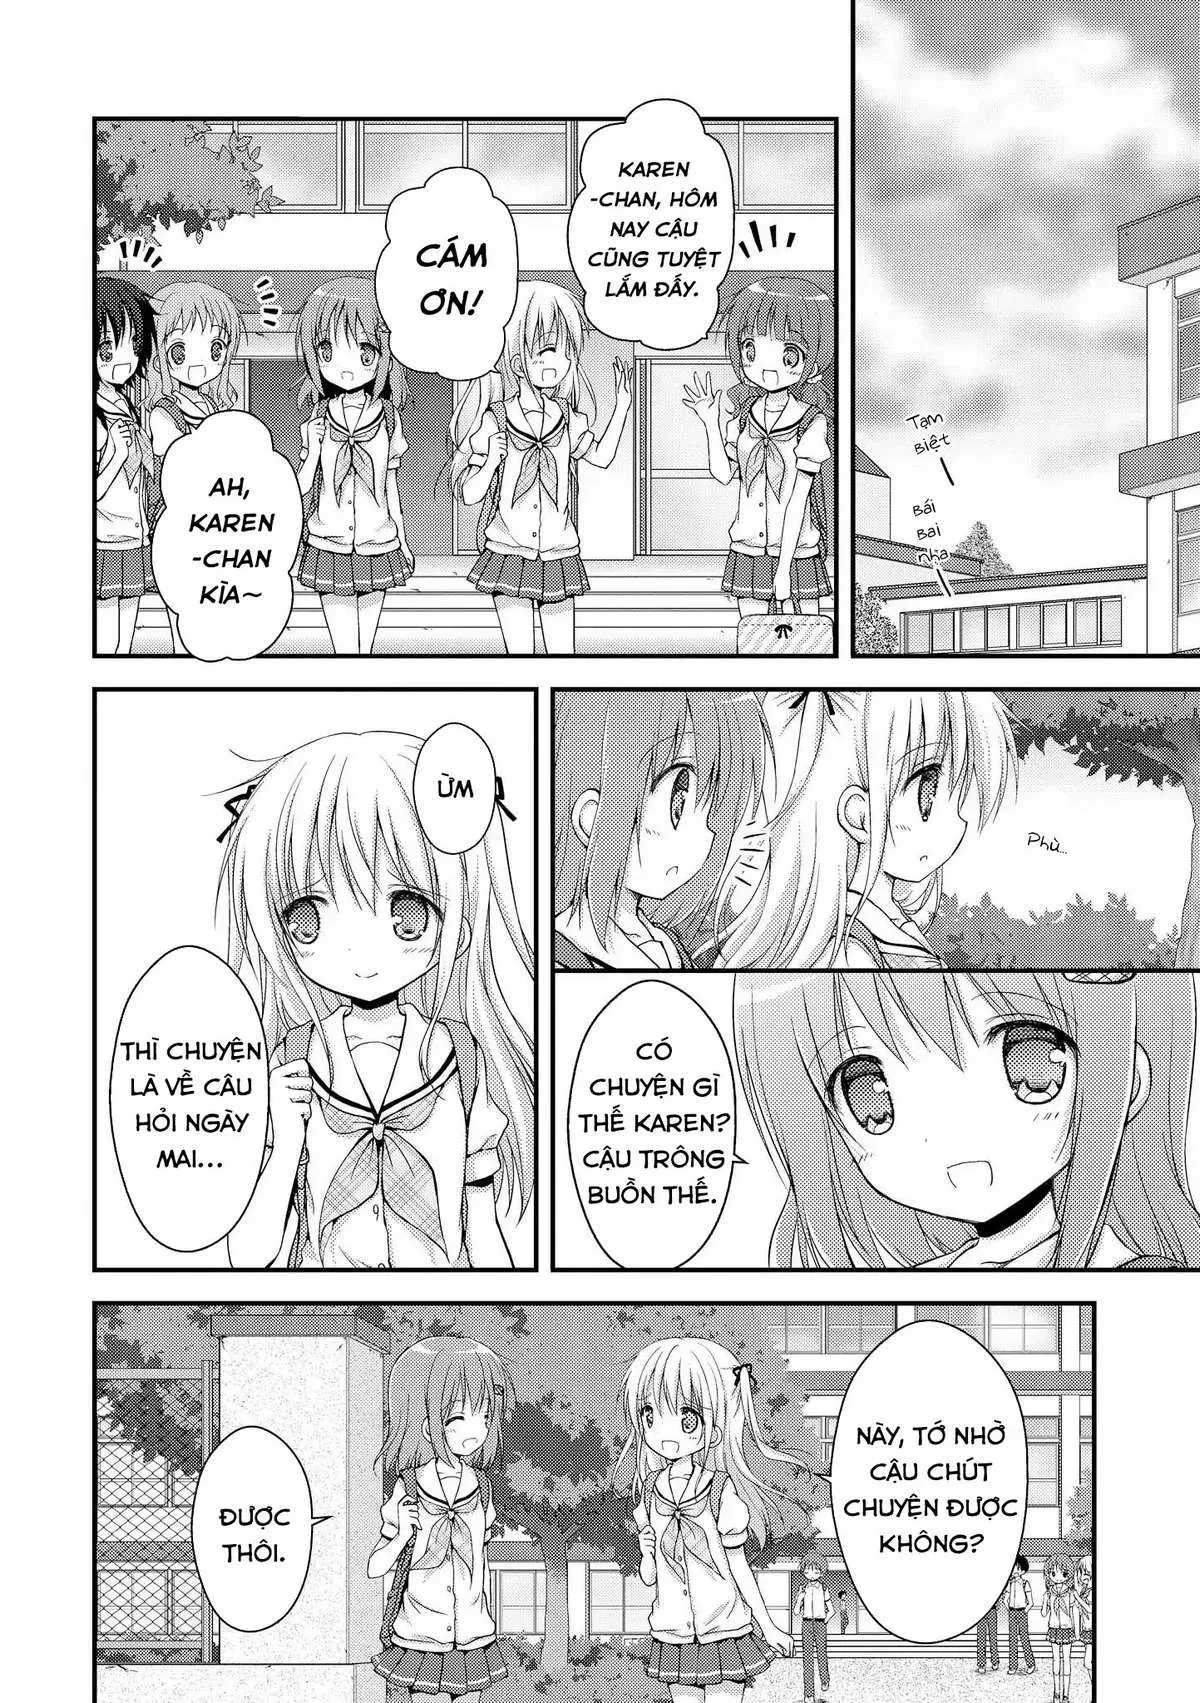 Tạm
Biệt
Bái
Bai
nha
KAREN
-CHAN, HÔM
NAY CẬU
CŨNG TUYỆT
LẮM ĐẤY.
CÁM
ƠN!
AH,
KAREN
-CHAN
KÌA~
Phù...
CÓ
CHUYỆN GÌ
THẾ KAREN?
CẬU TRÔNG
BUỒN THẾ.
ỪM
THÌ CHUYỆN
LÀ VỀ CÂU
HỎI NGÀY
MAI...
NÀY, TỚ NHỜ
CẬU CHÚT
CHUYỆN ĐƯỢC
KHÔNG?
ĐƯỢC
THÔI.